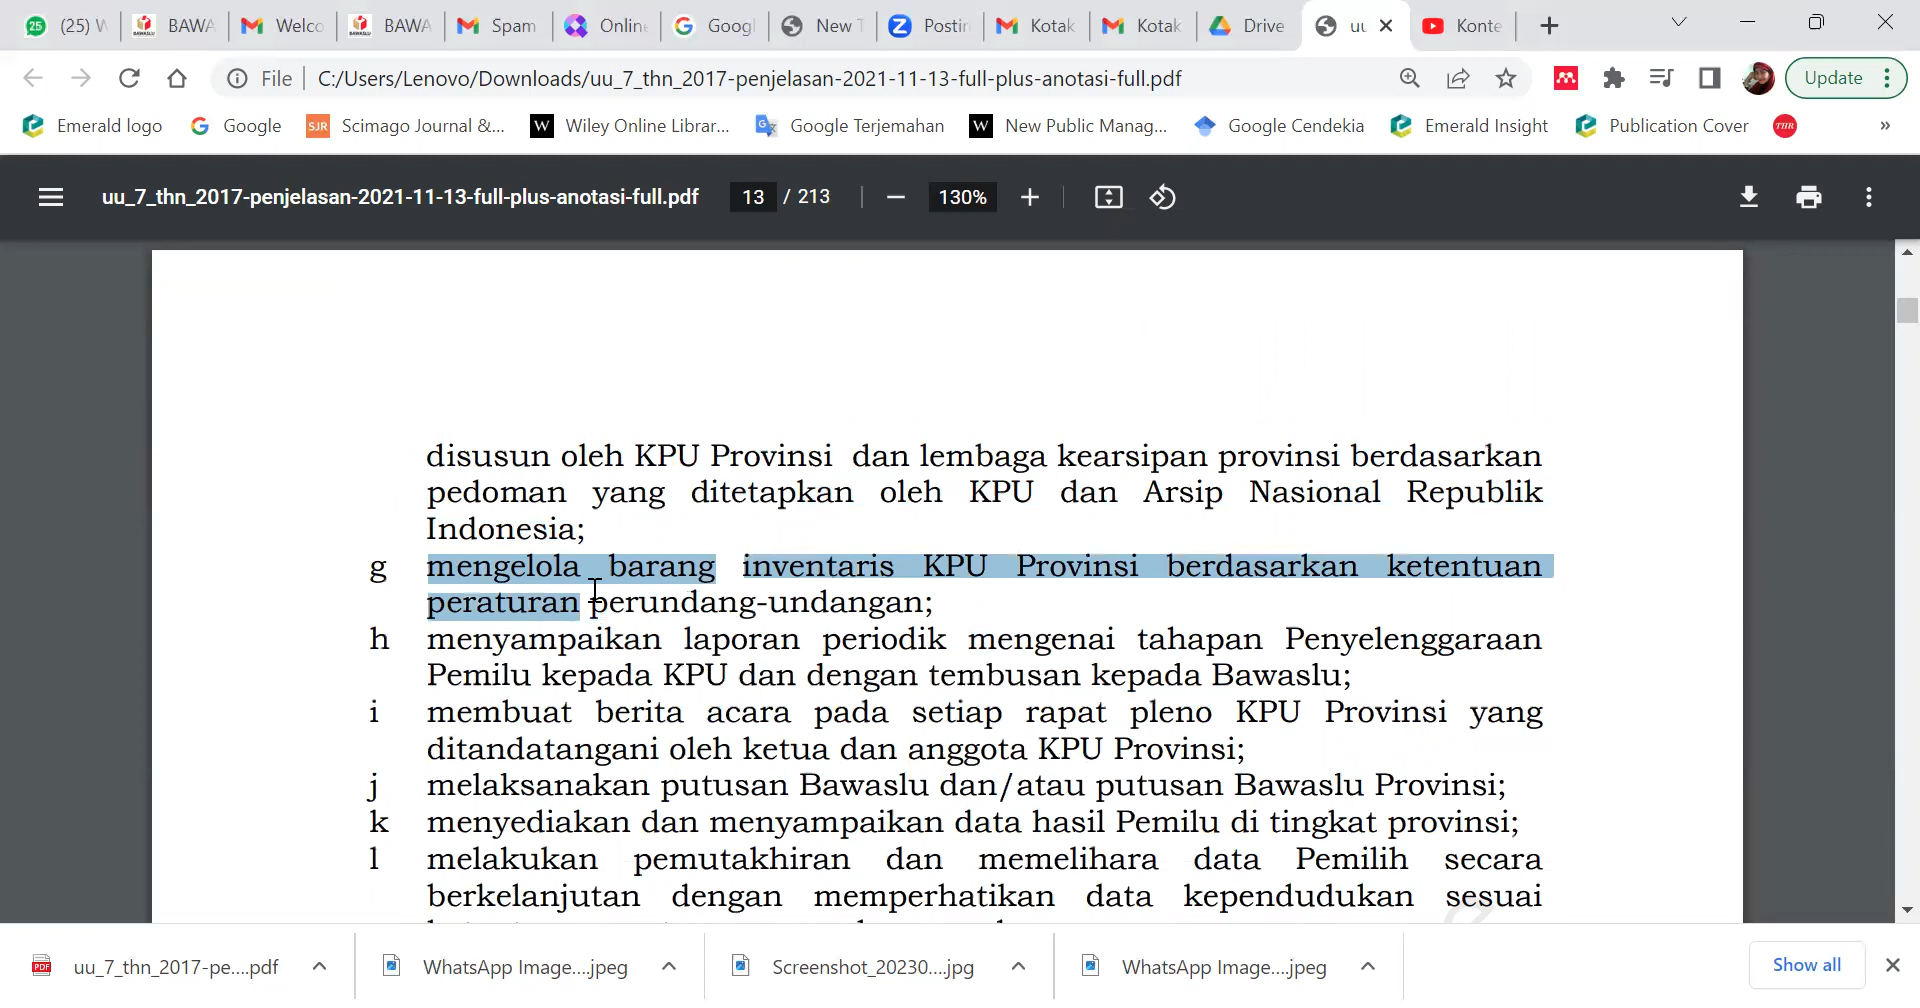 (25) W
BAWA
Welco
BAWA
Spam
Online
Googl
New T
Postin
Kotak
Kotak
Drive
uu
Konte
File
C:/Users/Lenovo/Downloads/uu_7_thn_2017-penjelasan-2021-11-13-full-plus-anotasi-full.pdf
Update
Emerald logo
Google
SJR Scimago Journal &...
W Wiley Online Librar...
Google Terjemahan
W New Public Manag...
Google Cendekia
Emerald Insight
Publication Cover
THR
»
uu_7_thn_2017-penjelasan-2021-11-13-full-plus-anotasi-full.pdf
13 / 213
130%
disusun oleh KPU Provinsi dan lembaga kearsipan provinsi berdasarkan
pedoman yang ditetapkan oleh KPU dan Arsip Nasional Republik
Indonesia;
g mengelola barang inventaris KPU Provinsi berdasarkan ketentuan
peraturan perundang-undangan;
h menyampaikan laporan periodik mengenai tahapan Penyelenggaraan
Pemilu kepada KPU dan dengan tembusan kepada Bawaslu;
i membuat berita acara pada setiap rapat pleno KPU Provinsi yang
ditandatangani oleh ketua dan anggota KPU Provinsi;
j melaksanakan putusan Bawaslu dan/atau putusan Bawaslu Provinsi;
k menyediakan dan menyampaikan data hasil Pemilu di tingkat provinsi;
l melakukan pemutakhiran dan memelihara data Pemilih secara
berkelanjutan dengan memperhatikan data kependudukan sesuai
uu_7_thn_2017-pe....pdf
WhatsApp Image....jpeg
Screenshot_20230....jpg
WhatsApp Image....jpeg
Show all